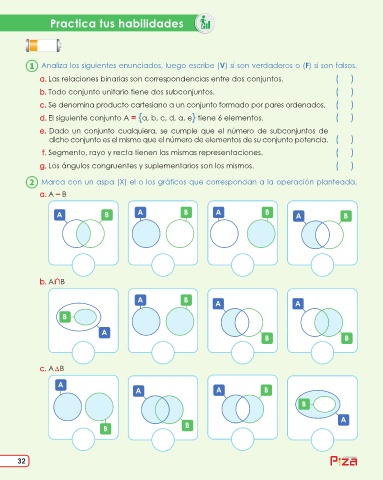 Practica tus habilidades
1 Analiza los siguientes enunciados, luego escribe (V) si son verdaderos o (F) si son falsos.
a. Las relaciones binarias son correspondencias entre dos conjuntos. ( )
b. Todo conjunto unitario tiene dos subconjuntos. ( )
c. Se denomina producto cartesiano a un conjunto formado por pares ordenados. ( )
d. El siguiente conjunto A = {a, b, c, d, a, e} tiene 6 elementos. ( )
e. Dado un conjunto cualquiera, se cumple que el número de subconjuntos de
dicho conjunto es el mismo que el número de elementos de su conjunto potencia. ( )
f. Segmento, rayo y recta tienen las mismas representaciones. ( )
g. Los ángulos congruentes y suplementarios son los mismos. ( )
2 Marca con un aspa (X) el o los gráficos que correspondan a la operación planteada.
a. A – B
A B A B A B A B
b. A∩B
B A A B A B A B
c. A△B
A B A B A B B A
32 Piza